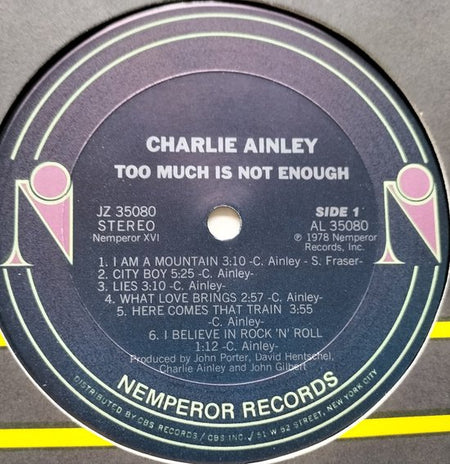 CHARLIE AINLEY
TOO MUCH IS NOT ENOUGH
JZ 35080
STEREO
Nemperor XVI
SIDE 1
AL 35080
℗ 1978 Nemperor
Records, Inc.
1. I AM A MOUNTAIN 3:10 -C. Ainley - S. Fraser-
2. CITY BOY 5:25 -C. Ainley-
3. LIES 3:10 -C. Ainley-
4. WHAT LOVE BRINGS 2:57 -C. Ainley-
5. HERE COMES THAT TRAIN 3:55
-C. Ainley-
6. I BELIEVE IN ROCK 'N' ROLL
1:12 -C. Ainley-
Produced by John Porter, David Hentschel,
Charlie Ainley and John Gilbert
NEMPEROR RECORDS
DISTRIBUTED BY CBS RECORDS / CBS INC. / 51 W 52 STREET, NEW YORK CITY